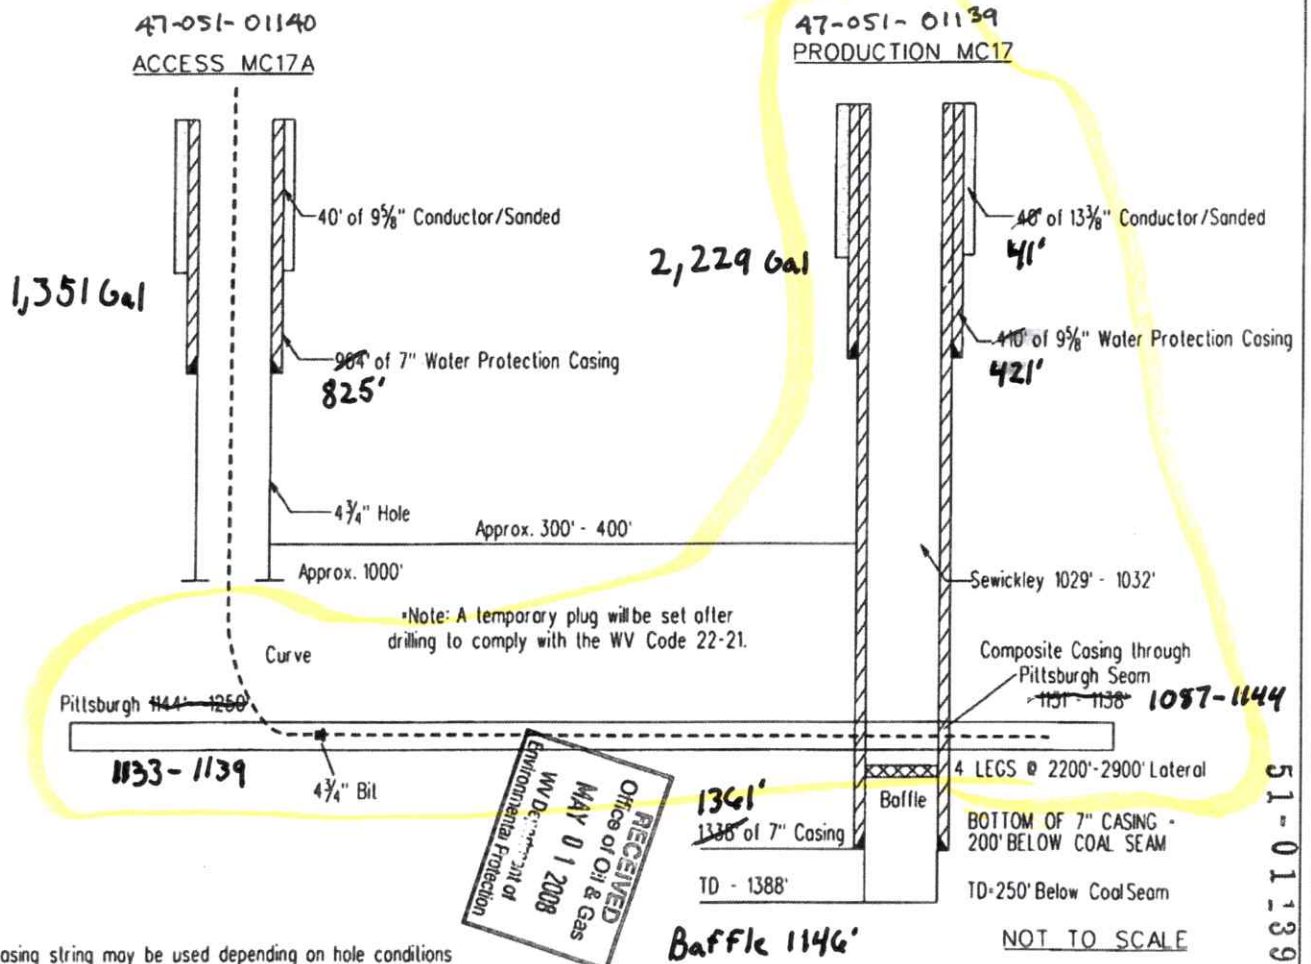 47-051-01140
ACCESS MC17A
47-051-01139
PRODUCTION MC17
40' of 9⅝" Conductor/Sanded
40' of 13⅜" Conductor/Sanded
41'
1,351 Gal
2,229 Gal
964' of 7" Water Protection Casing
825'
410' of 9⅝" Water Protection Casing
421'
4¾" Hole
Approx. 300' - 400'
Approx. 1000'
Sewickley 1029' - 1032'
*Note: A temporary plug will be set after
drilling to comply with the WV Code 22-21.
Curve
Composite Casing through
Pittsburgh Seam
1131' - 1138' 1087-1144
Pittsburgh 1144' - 1250'
1133-1139
4¾" Bit
4 LEGS @ 2200'-2900' Lateral
Baffle
1361'
1338' of 7" Casing
BOTTOM OF 7" CASING -
200' BELOW COAL SEAM
TD - 1388'
TD=250' Below Coal Seam
Baffle 1146'
NOT TO SCALE
RECEIVED
Office of Oil & Gas
MAY 01 2008
WV Department of
Environmental Protection
asing string may be used depending on hole conditions
51-01139